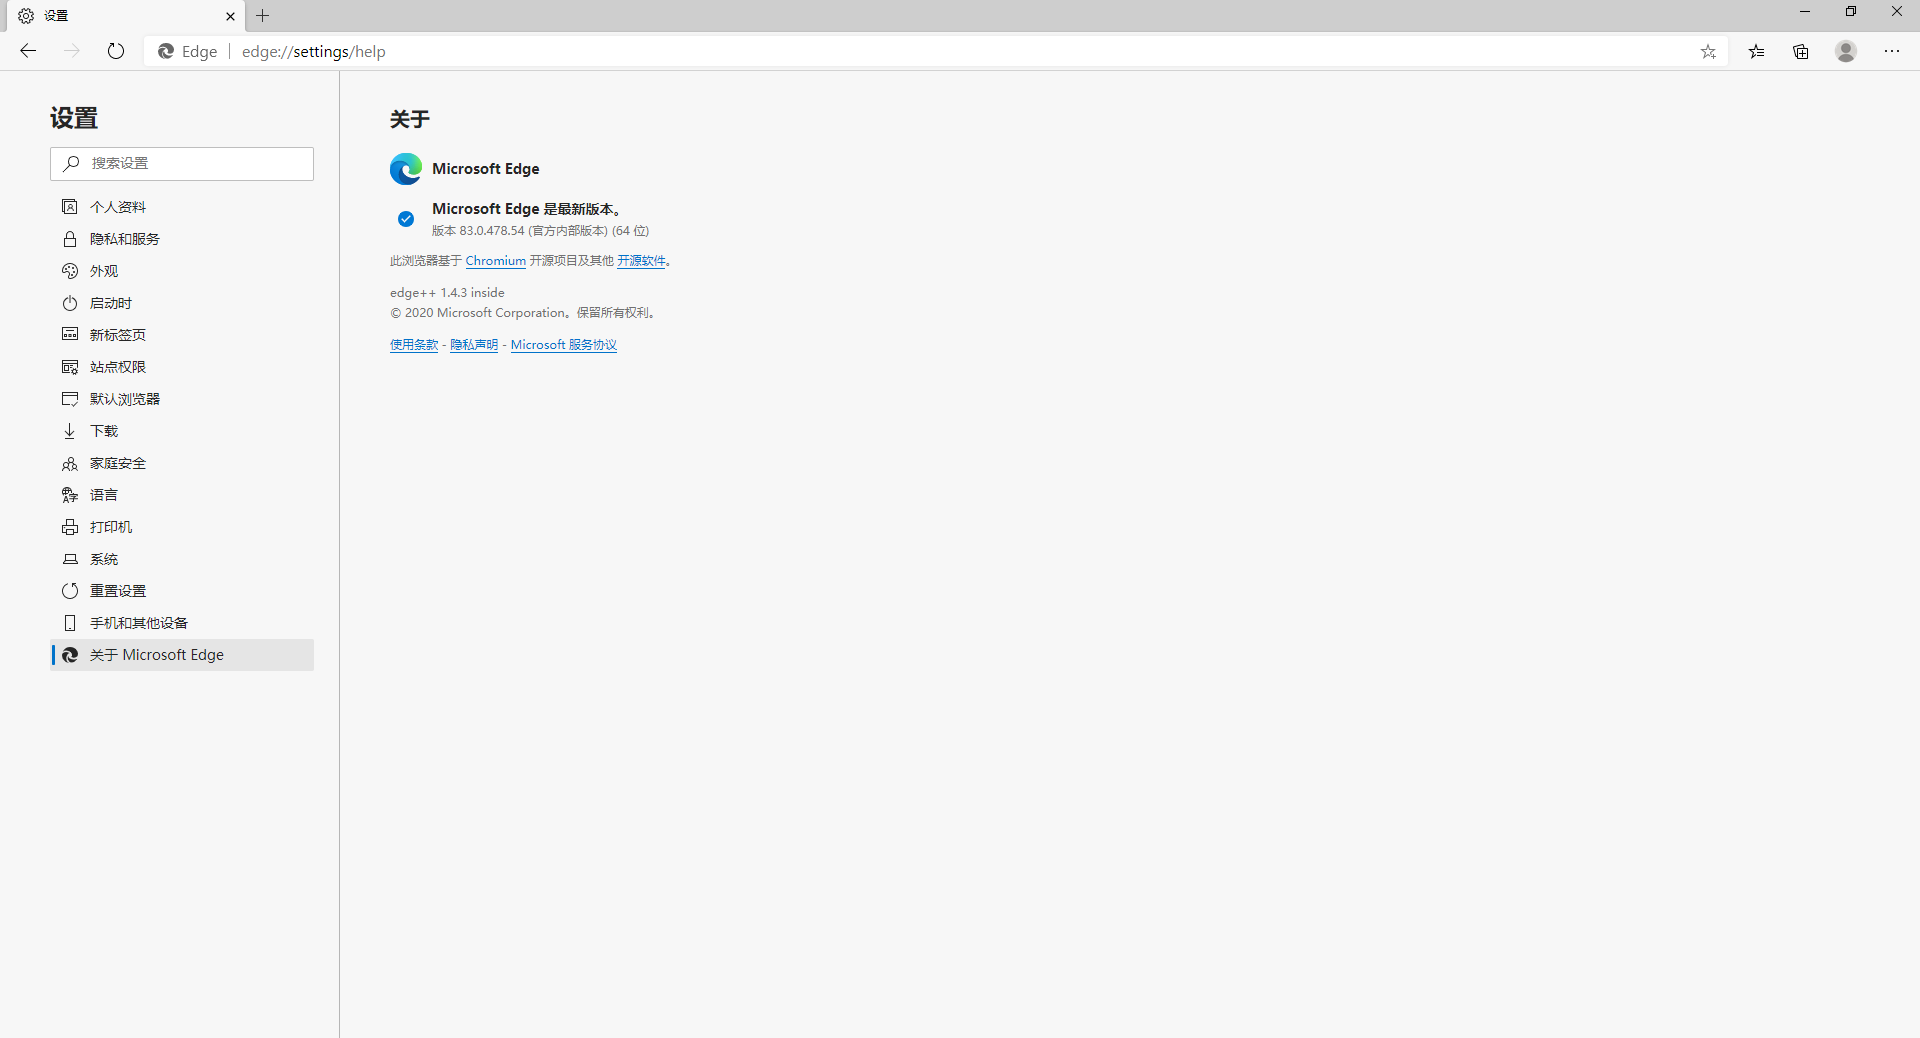 设置
Edge
edge://settings/help
设置
搜索设置
个人资料
隐私和服务
外观
启动时
新标签页
站点权限
默认浏览器
下载
家庭安全
语言
打印机
系统
重置设置
手机和其他设备
关于 Microsoft Edge
关于
Microsoft Edge
Microsoft Edge 是最新版本。
版本 83.0.478.54 (官方内部版本) (64 位)
此浏览器基于 Chromium 开源项目及其他 开源软件。
edge++ 1.4.3 inside
© 2020 Microsoft Corporation。保留所有权利。
使用条款 - 隐私声明 - Microsoft 服务协议